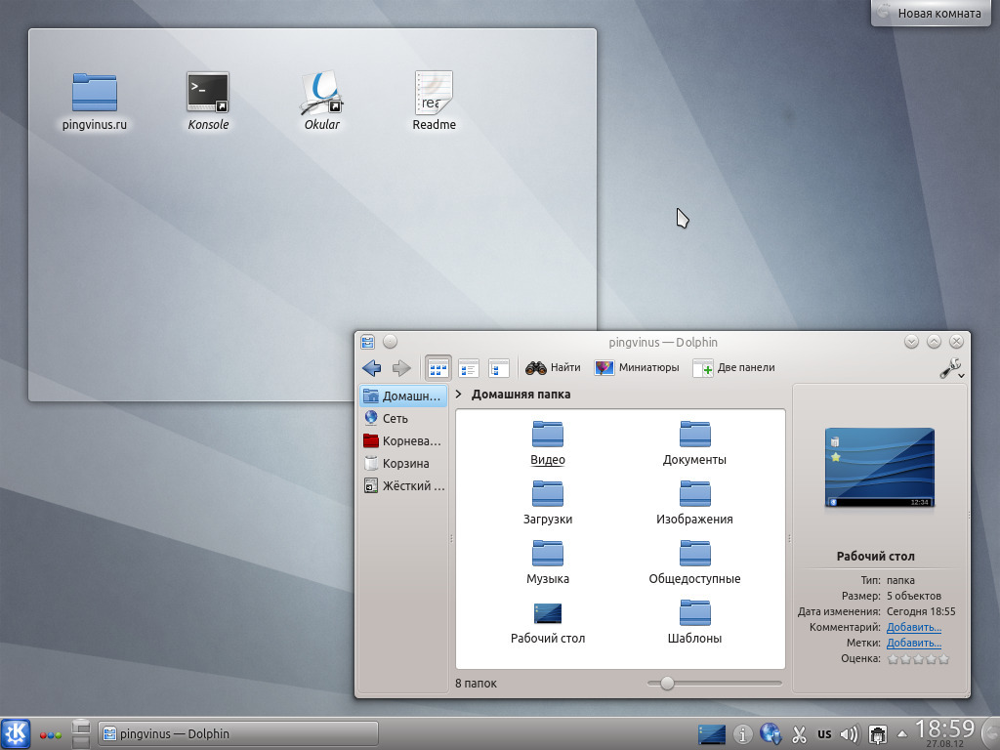 Новая комната
pingvinus.ru
Konsole
Okular
Readme
rea
pingvinus — Dolphin
Найти
Миниатюры
Две панели
Домашн...
Сеть
Корнева...
Корзина
Жёсткий ...
> Домашняя папка
Видео
Документы
Загрузки
Изображения
Музыка
Общедоступные
Рабочий стол
Шаблоны
8 папок
12:34
Рабочий стол
Тип: папка
Размер: 5 объектов
Дата изменения: Сегодня 18:55
Комментарий: Добавить...
Метки: Добавить...
Оценка:
pingvinus — Dolphin
us
18:59
27.08.12